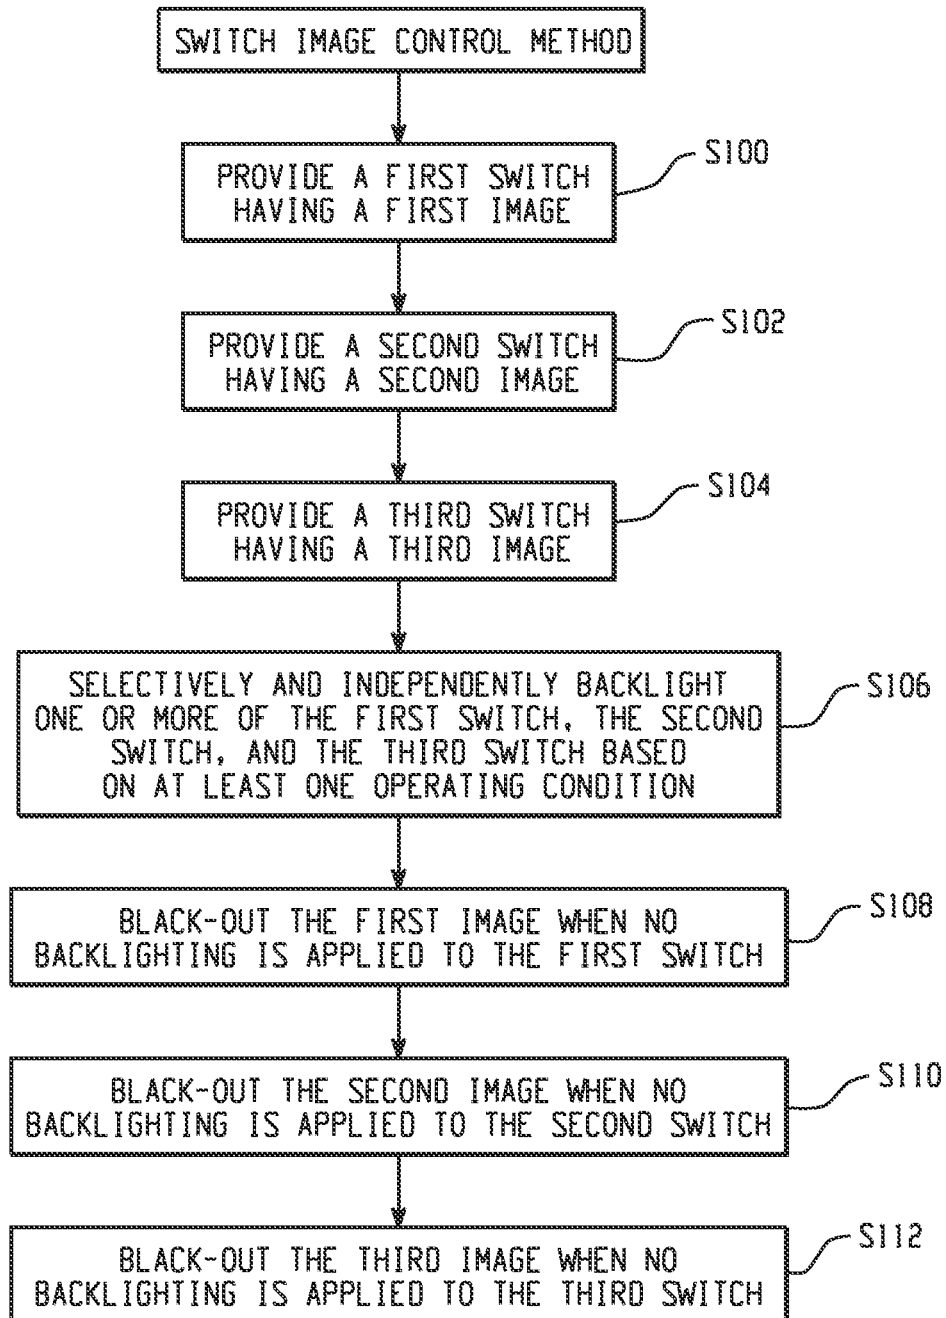 SWITCH IMAGE CONTROL METHOD
S100
PROVIDE A FIRST SWITCH
HAVING A FIRST IMAGE
S102
PROVIDE A SECOND SWITCH
HAVING A SECOND IMAGE
S104
PROVIDE A THIRD SWITCH
HAVING A THIRD IMAGE
S106
SELECTIVELY AND INDEPENDENTLY BACKLIGHT
ONE OR MORE OF THE FIRST SWITCH, THE SECOND
SWITCH, AND THE THIRD SWITCH BASED
ON AT LEAST ONE OPERATING CONDITION
S108
BLACK-OUT THE FIRST IMAGE WHEN NO
BACKLIGHTING IS APPLIED TO THE FIRST SWITCH
S110
BLACK-OUT THE SECOND IMAGE WHEN NO
BACKLIGHTING IS APPLIED TO THE SECOND SWITCH
S112
BLACK-OUT THE THIRD IMAGE WHEN NO
BACKLIGHTING IS APPLIED TO THE THIRD SWITCH